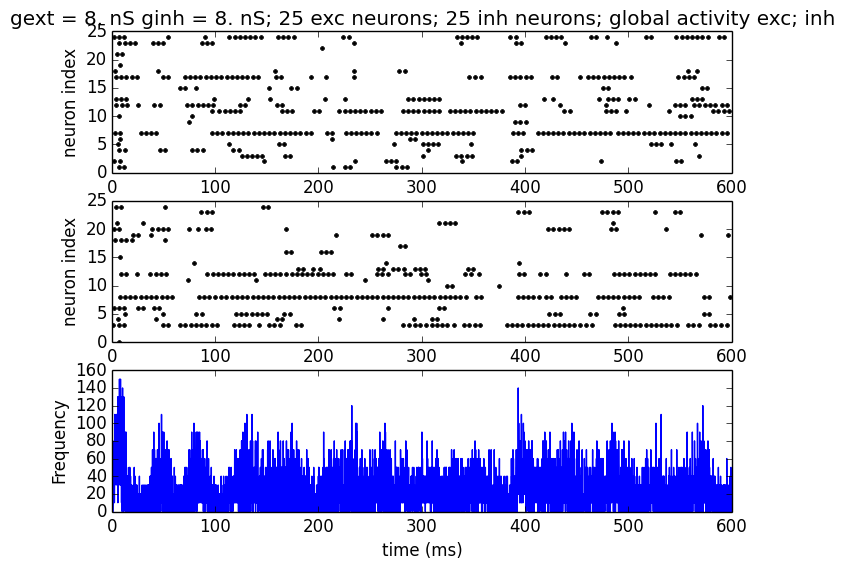 gext = 8. nS ginh = 8. nS; 25 exc neurons; 25 inh neurons; global activity exc; inh
25
20
15
10
5
0
neuron index
0 100 200 300 400 500 600
25
20
15
10
5
0
neuron index
0 100 200 300 400 500 600
160
140
120
100
80
60
40
20
0
Frequency
0 100 200 300 400 500 600
time (ms)